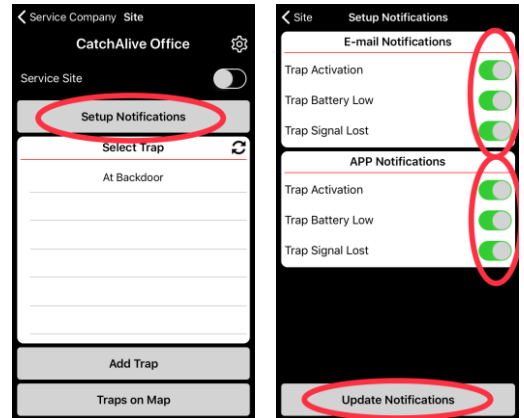 Service Company Site
CatchAlive Office
Service Site
Setup Notifications
Select Trap
At Backdoor
Add Trap
Traps on Map
Site Setup Notifications
E-mail Notifications
Trap Activation
Trap Battery Low
Trap Signal Lost
APP Notifications
Trap Activation
Trap Battery Low
Trap Signal Lost
Update Notifications